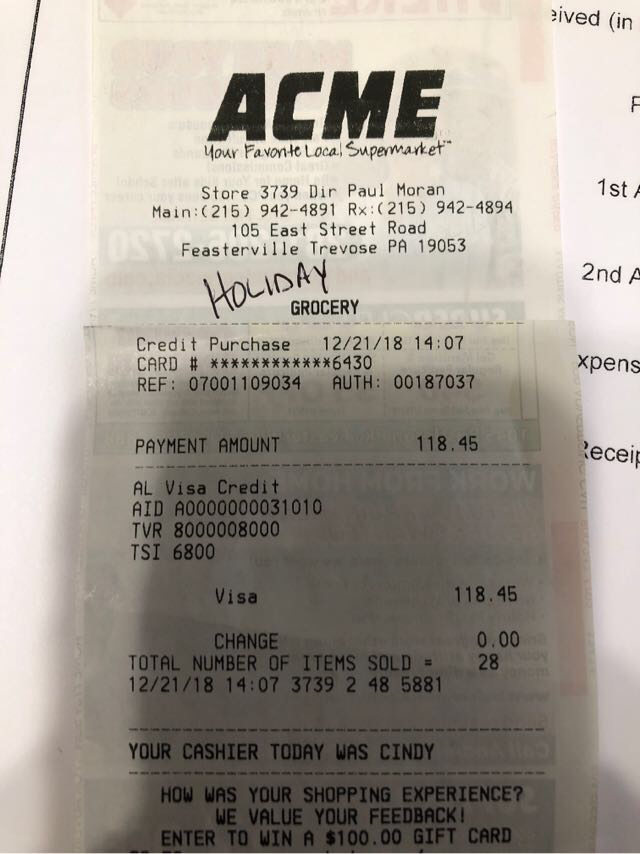 eived (in
ACME
Your Favorite Local Supermarket™
Store 3739 Dir Paul Moran
Main:(215) 942-4891 Rx:(215) 942-4894
105 East Street Road
Feasterville Trevose PA 19053
HOLIDAY
GROCERY
1st A
2nd A
xpens
Receip
Credit Purchase 12/21/18 14:07
CARD # ************6430
REF: 07001109034 AUTH: 00187037
PAYMENT AMOUNT 118.45
AL Visa Credit
AID A0000000031010
TVR 8000008000
TSI 6800
Visa 118.45
CHANGE 0.00
TOTAL NUMBER OF ITEMS SOLD = 28
12/21/18 14:07 3739 2 48 5881
YOUR CASHIER TODAY WAS CINDY
HOW WAS YOUR SHOPPING EXPERIENCE?
WE VALUE YOUR FEEDBACK!
ENTER TO WIN A $100.00 GIFT CARD